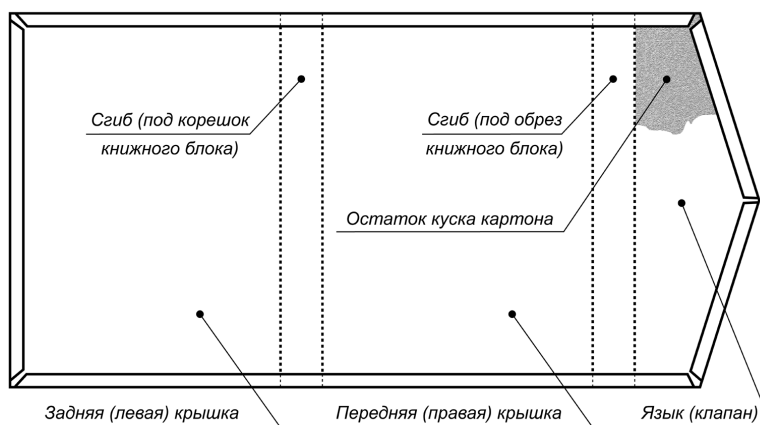 Сгиб (под корешок
книжного блока)
Сгиб (под обрез
книжного блока)
Остаток куска картона
Задняя (левая) крышка
Передняя (правая) крышка
Язык (клапан)